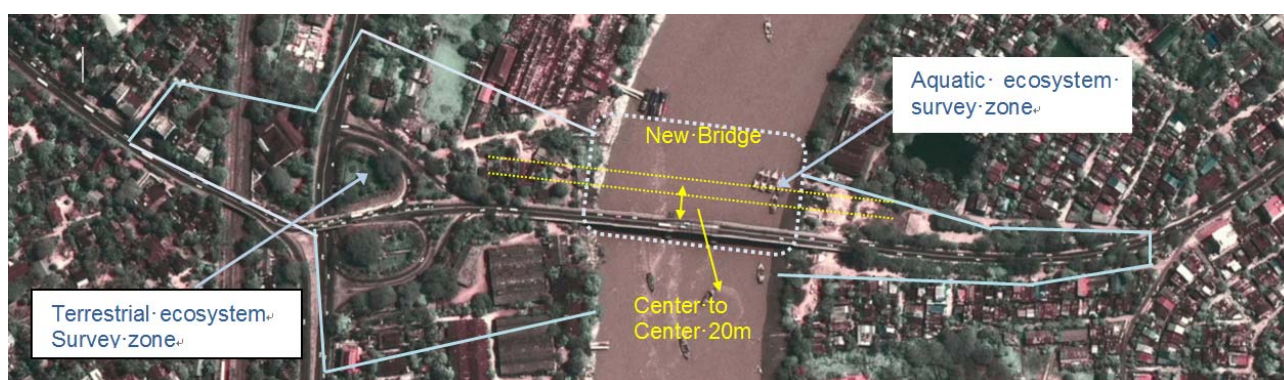 Aquatic ecosystem
survey zone
New Bridge
Center to
Center 20m
Terrestrial ecosystem
Survey zone